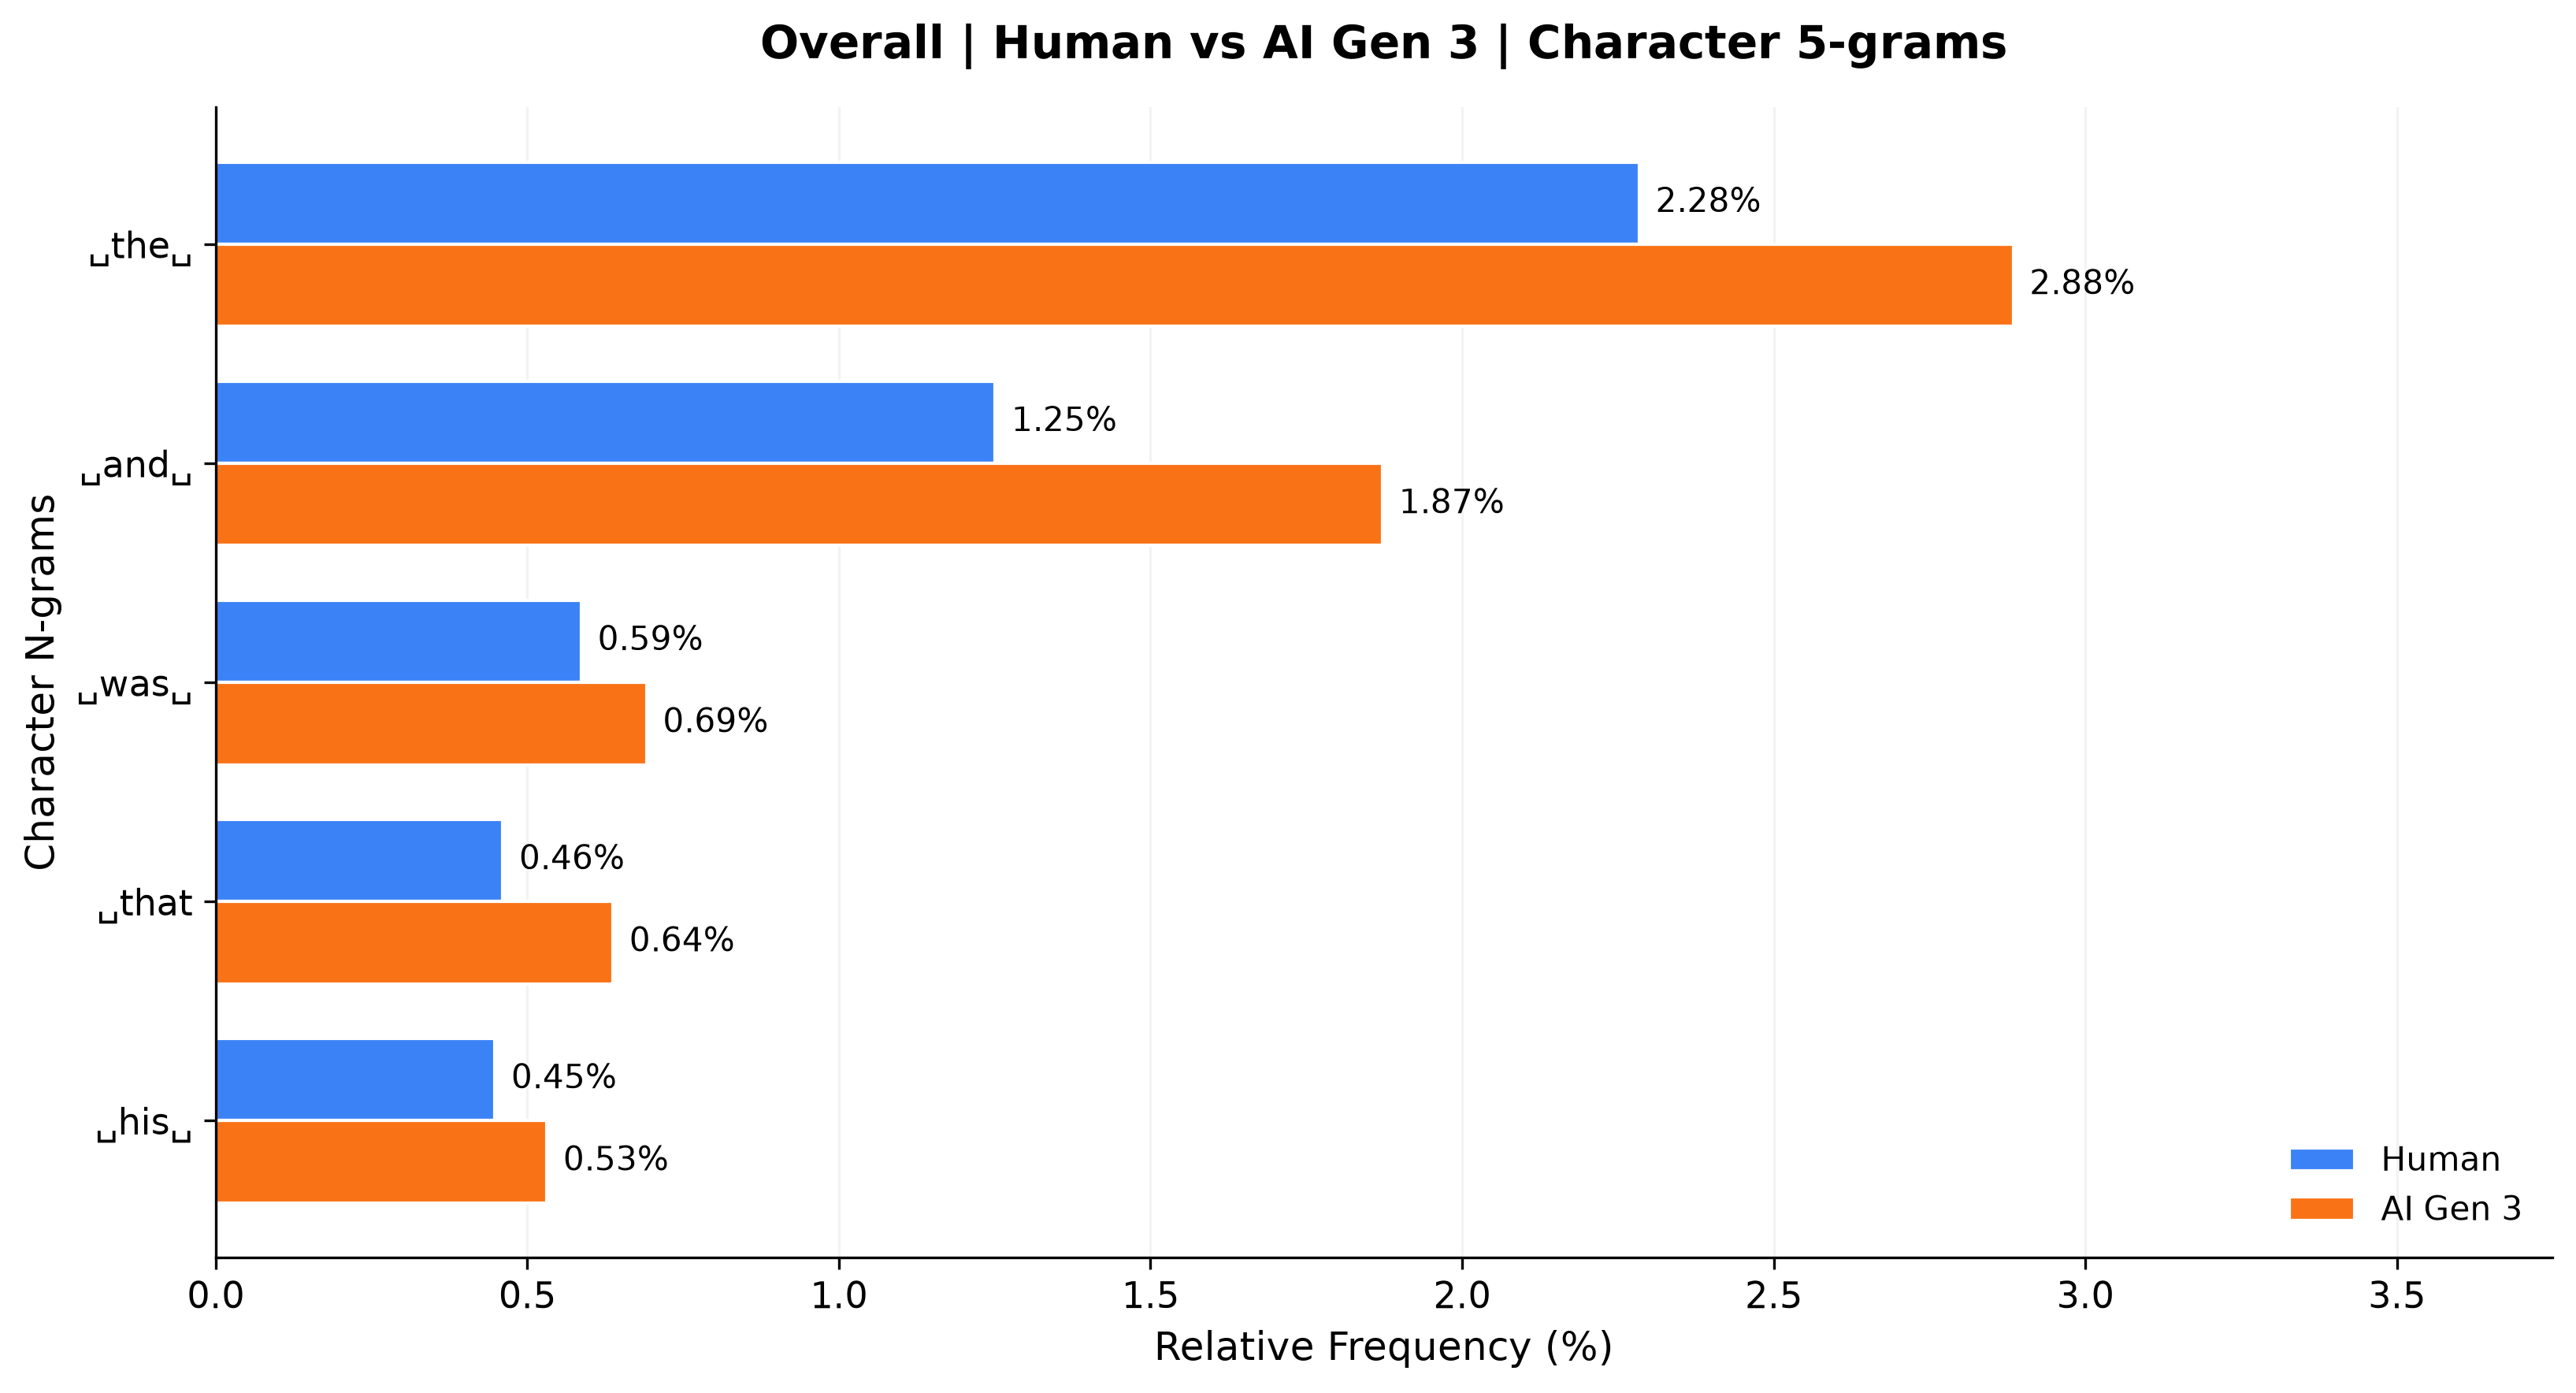 Overall | Human vs AI Gen 3 | Character 5-grams
Character N-grams
␣the␣
2.28%
2.88%
␣and␣
1.25%
1.87%
␣was␣
0.59%
0.69%
␣that
0.46%
0.64%
␣his␣
0.45%
0.53%
Human
AI Gen 3
0.0 0.5 1.0 1.5 2.0 2.5 3.0 3.5
Relative Frequency (%)